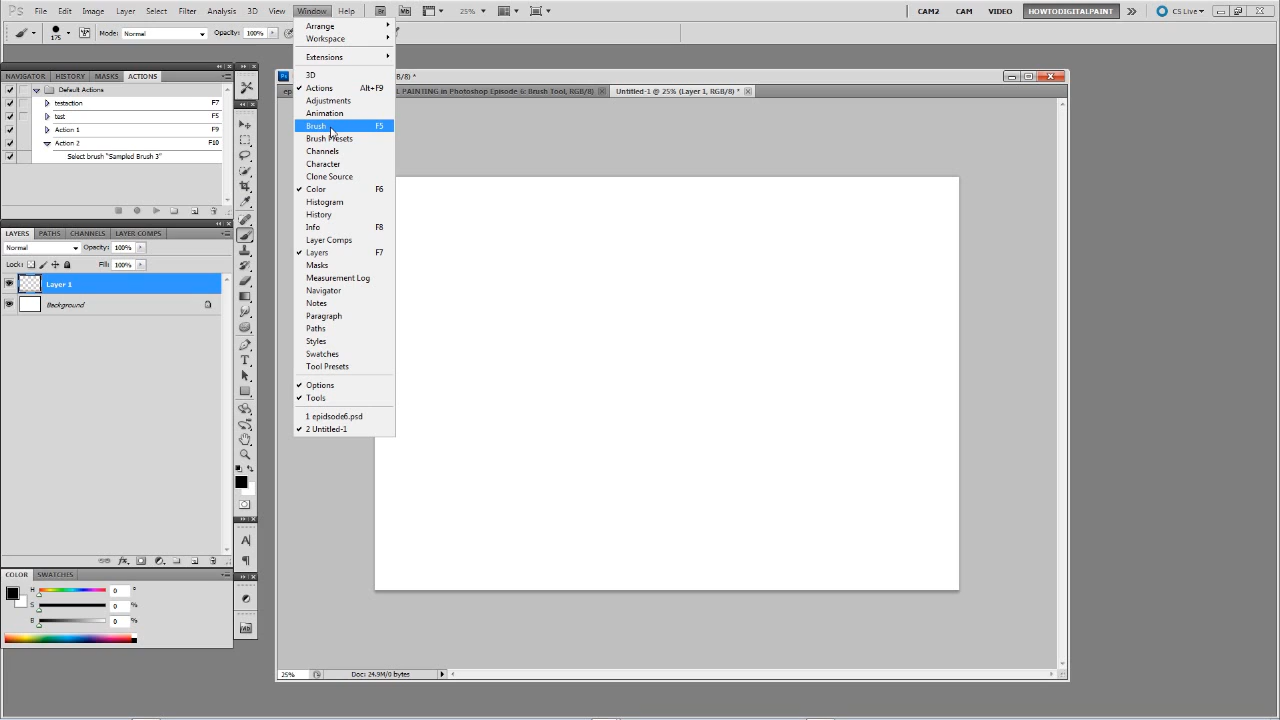 Ps File Edit Image Layer Select Filter Analysis 3D View Window Help Br Mb 25% CAM2 CAM VIDEO HOWTODIGITALPAINT CS Live
175 Mode: Normal Opacity: 100%
NAVIGATOR HISTORY MASKS ACTIONS
Default Actions
testaction F7
test F5
Action 1 F9
Action 2 F10
Select brush "Sampled Brush 3"
LAYERS PATHS CHANNELS LAYER COMPS
Normal Opacity: 100%
Lock: Fill: 100%
Layer 1
Background
COLOR SWATCHES
H 0 °
S 0 %
B 0 %
Arrange
Workspace
Extensions
3D
Actions Alt+F9
Adjustments
Animation
Brush F5
Brush Presets
Channels
Character
Clone Source
Color F6
Histogram
History
Info F8
Layer Comps
Layers F7
Masks
Measurement Log
Navigator
Notes
Paragraph
Paths
Styles
Swatches
Tool Presets
Options
Tools
1 epidsode6.psd
2 Untitled-1
Ps RGB/8) *
ep L PAINTING in Photoshop Episode 6: Brush Tool, RGB/8) Untitled-1 @ 25% (Layer 1, RGB/8) *
25% Doc: 24.9M/0 bytes